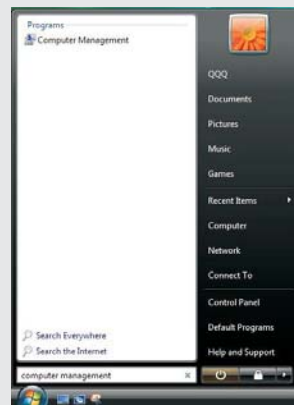 Programs
Computer Management
Search Everywhere
Search the Internet
computer management
QQQ
Documents
Pictures
Music
Games
Recent Items
Computer
Network
Connect To
Control Panel
Default Programs
Help and Support